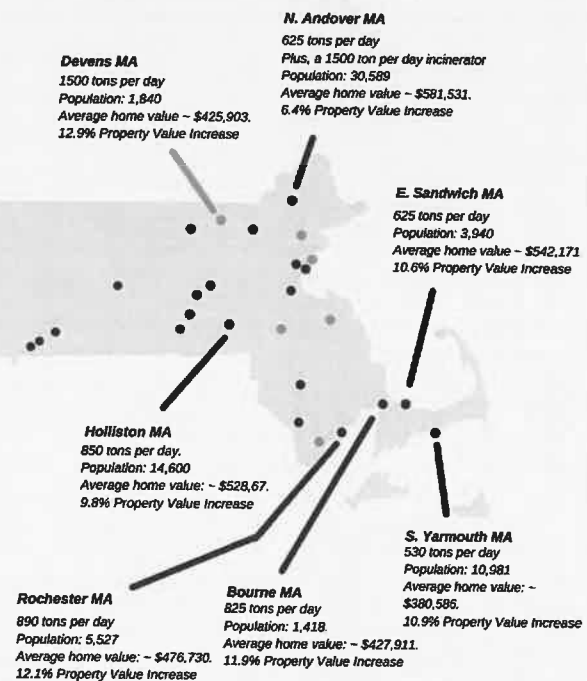 N. Andover MA
625 tons per day
Plus, a 1500 ton per day incinerator
Population: 30,589
Average home value ~ $581,531.
6.4% Property Value Increase
Devens MA
1500 tons per day
Population: 1,840
Average home value ~ $425,903.
12.9% Property Value Increase
E. Sandwich MA
625 tons per day
Population: 3,940
Average home value ~ $542,171
10.6% Property Value Increase
Holliston MA
850 tons per day.
Population: 14,600
Average home value: ~ $528,67.
9.8% Property Value Increase
S. Yarmouth MA
530 tons per day
Population: 10,981
Average home value: ~
$380,586.
10.9% Property Value Increase
Rochester MA
890 tons per day
Population: 5,527
Average home value: ~ $476,730.
12.1% Property Value Increase
Bourne MA
825 tons per day
Population: 1,418.
Average home value: ~ $427,911.
11.9% Property Value Increase